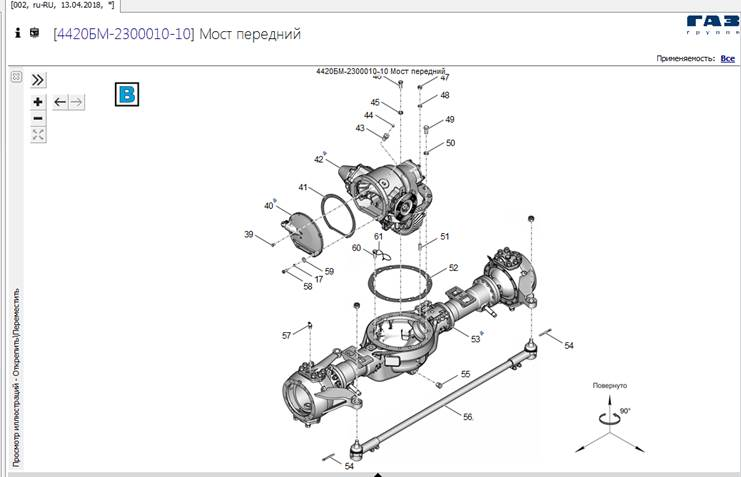 [002, ru-RU, 13.04.2018, *]
[4420БМ-2300010-10] Мост передний
ГАЗ
группа
Применяемость: Все
Просмотр иллюстраций - Открепить/Переместить
B
4420БМ-2300010-10 Мост передний
47
45
48
44
43
49
42
50
41
40
39
61
60
51
59
17
58
52
57
53
54
55
56
54
Повернуто
90°